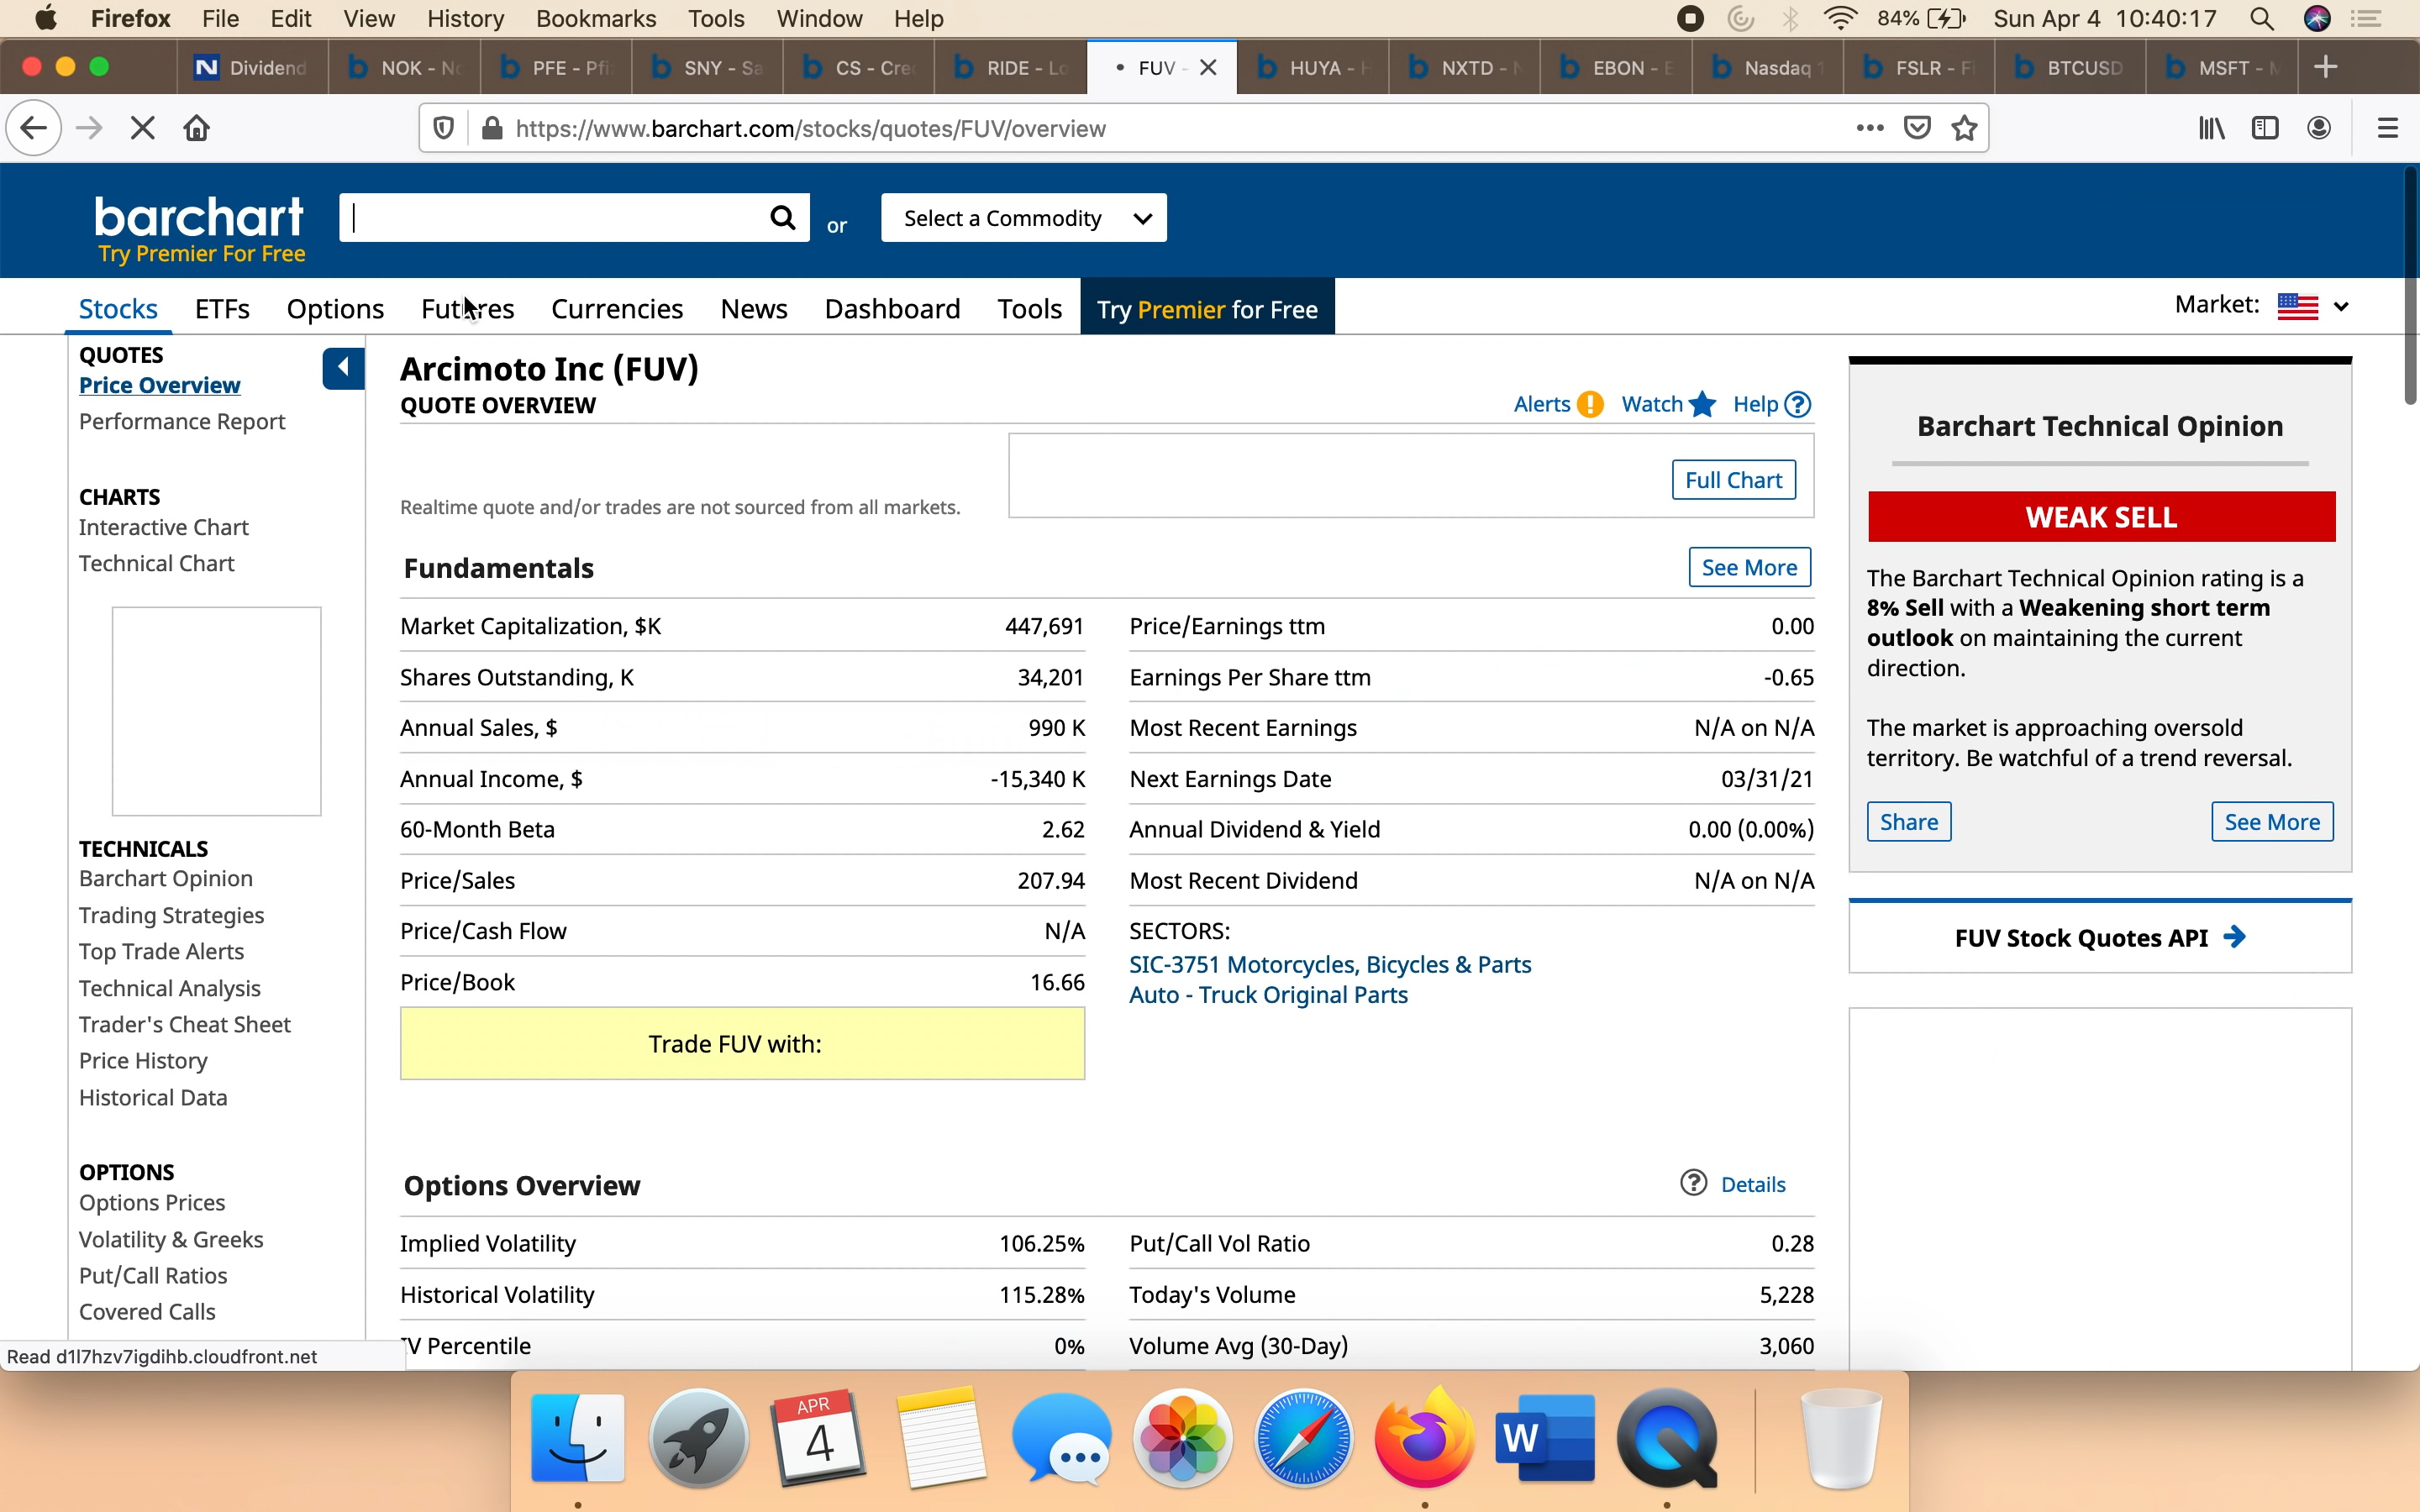 Firefox File Edit View History Bookmarks Tools Window Help 84% Sun Apr 4 10:40:17
N Dividend b NOK - b PFE - Pfi b SNY - Sa b CS - Cre b RIDE - Lo • FUV - b HUYA - b NXTD - b EBON - b Nasdaq b FSLR - b BTCUSD b MSFT -
https://www.barchart.com/stocks/quotes/FUV/overview
barchart
Try Premier For Free
or
Select a Commodity
Stocks ETFs Options Futures Currencies News Dashboard Tools Try Premier for Free Market:
QUOTES
Price Overview
Performance Report
CHARTS
Interactive Chart
Technical Chart
TECHNICALS
Barchart Opinion
Trading Strategies
Top Trade Alerts
Technical Analysis
Trader's Cheat Sheet
Price History
Historical Data
OPTIONS
Options Prices
Volatility & Greeks
Put/Call Ratios
Covered Calls
Arcimoto Inc (FUV)
QUOTE OVERVIEW
Alerts Watch Help
Realtime quote and/or trades are not sourced from all markets.
Full Chart
Fundamentals See More
Market Capitalization, $K 447,691 Price/Earnings ttm 0.00
Shares Outstanding, K 34,201 Earnings Per Share ttm -0.65
Annual Sales, $ 990 K Most Recent Earnings N/A on N/A
Annual Income, $ -15,340 K Next Earnings Date 03/31/21
60-Month Beta 2.62 Annual Dividend & Yield 0.00 (0.00%)
Price/Sales 207.94 Most Recent Dividend N/A on N/A
Price/Cash Flow N/A SECTORS:
SIC-3751 Motorcycles, Bicycles & Parts
Price/Book 16.66 Auto - Truck Original Parts
Trade FUV with:
Options Overview Details
Implied Volatility 106.25% Put/Call Vol Ratio 0.28
Historical Volatility 115.28% Today's Volume 5,228
IV Percentile 0% Volume Avg (30-Day) 3,060
Barchart Technical Opinion
WEAK SELL
The Barchart Technical Opinion rating is a
8% Sell with a Weakening short term
outlook on maintaining the current
direction.
The market is approaching oversold
territory. Be watchful of a trend reversal.
Share See More
FUV Stock Quotes API
Read d1l7hzv7igdihb.cloudfront.net
APR
4
W